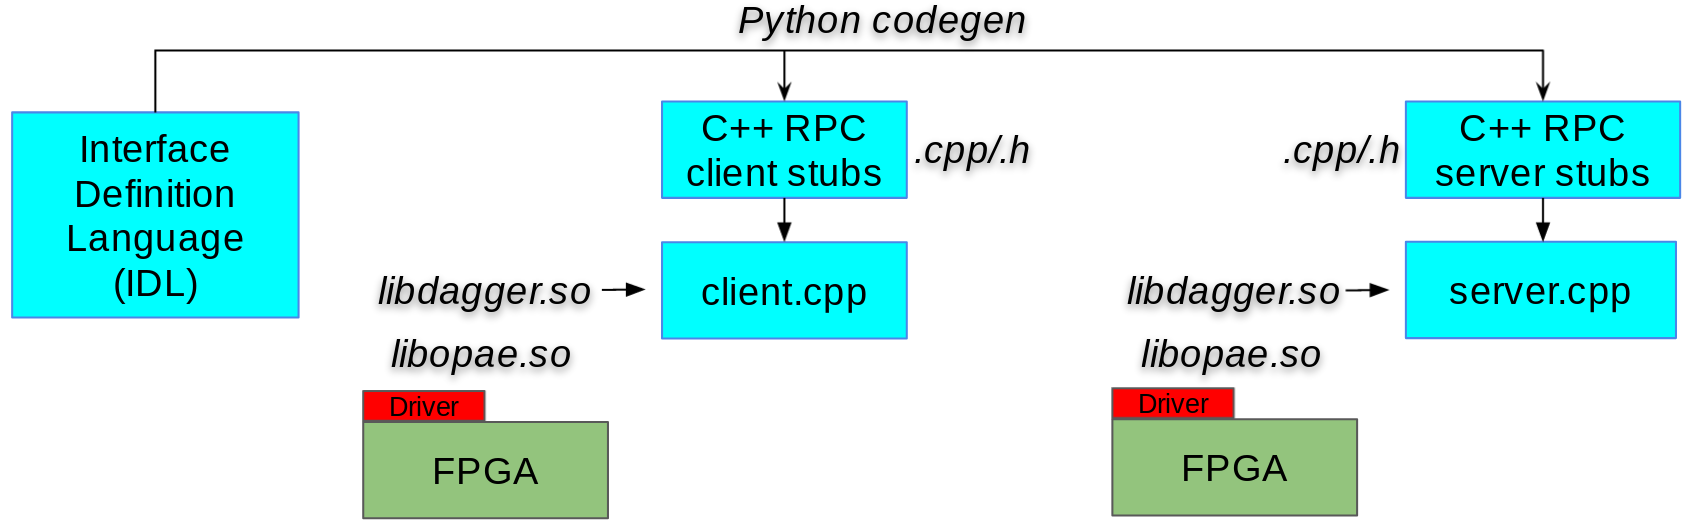 Python codegen
Interface
Definition
Language
(IDL)
C++ RPC
client stubs
.cpp/.h
.cpp/.h
C++ RPC
server stubs
libdagger.so
client.cpp
libdagger.so
server.cpp
libopae.so
libopae.so
Driver
FPGA
Driver
FPGA